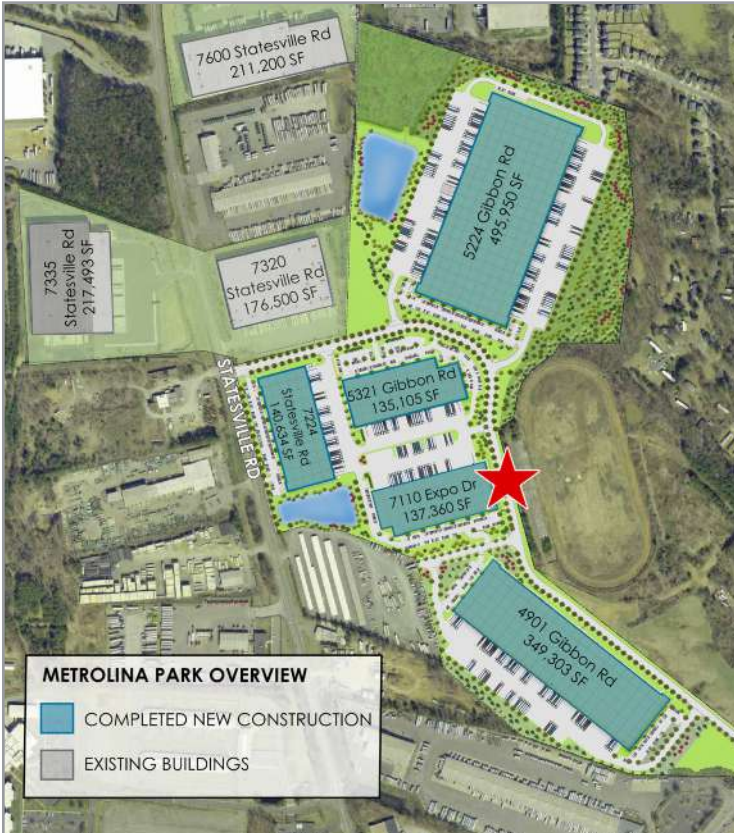 7600 Statesville Rd
211,200 SF
5224 Gibbon Rd
495,950 SF
7335
Statesville Rd
217,493 SF
7320
Statesville Rd
176,500 SF
STATESVILLE RD
7224
Statesville Rd
140,634 SF
5321 Gibbon Rd
135,105 SF
7110 Expo Dr
137,360 SF
4901 Gibbon Rd
349,303 SF
METROLINA PARK OVERVIEW
COMPLETED NEW CONSTRUCTION
EXISTING BUILDINGS